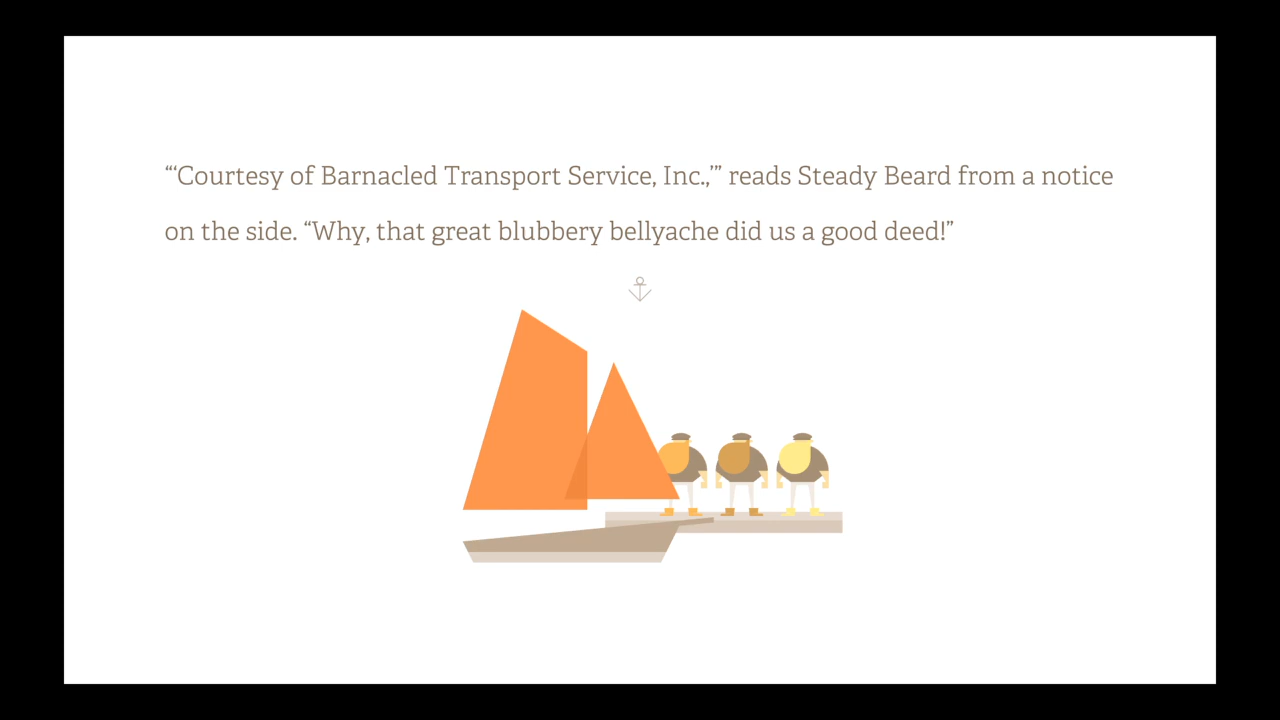 “‘Courtesy of Barnacled Transport Service, Inc.,’” reads Steady Beard from a notice
on the side. “Why, that great blubbery bellyache did us a good deed!”